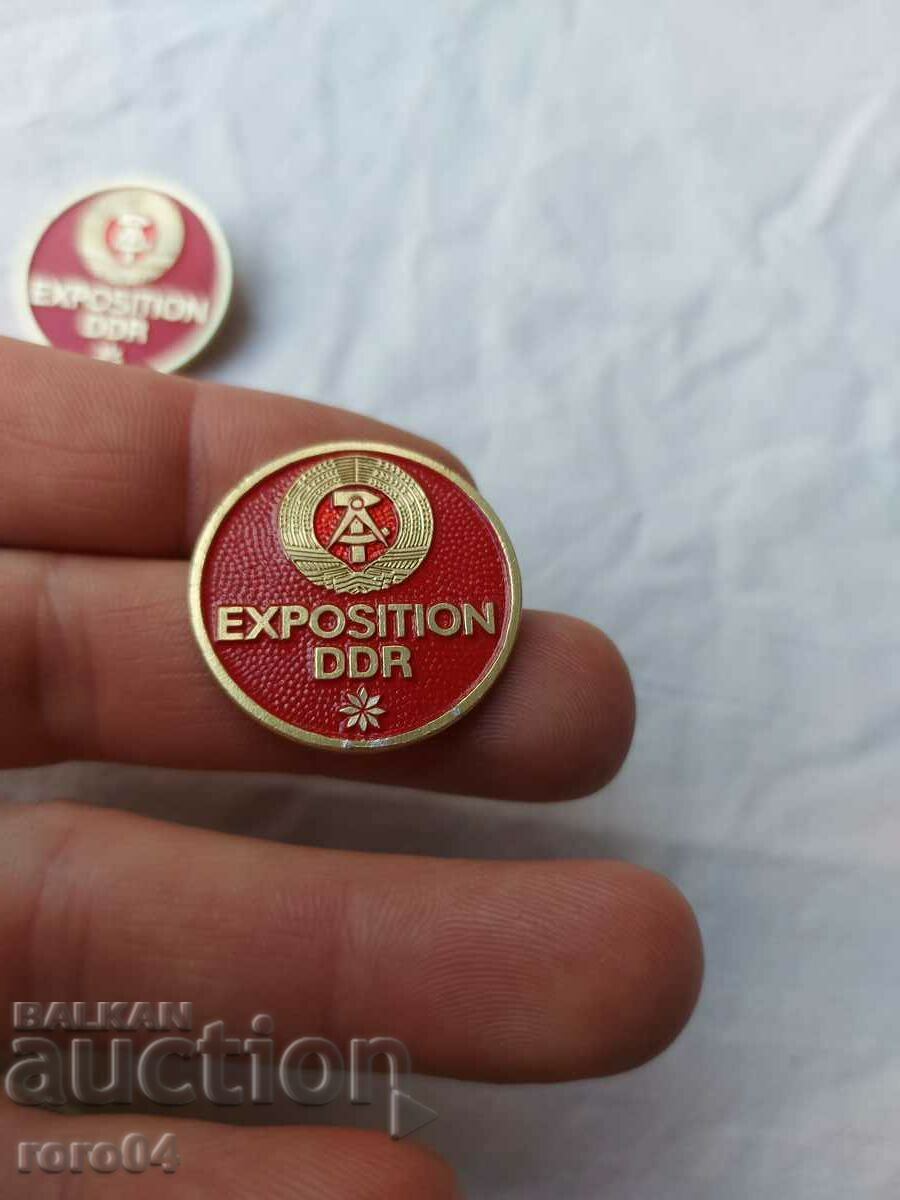 EXPOSITION
DDR
EXPOSITION
DDR
BALKAN
auction
roro04